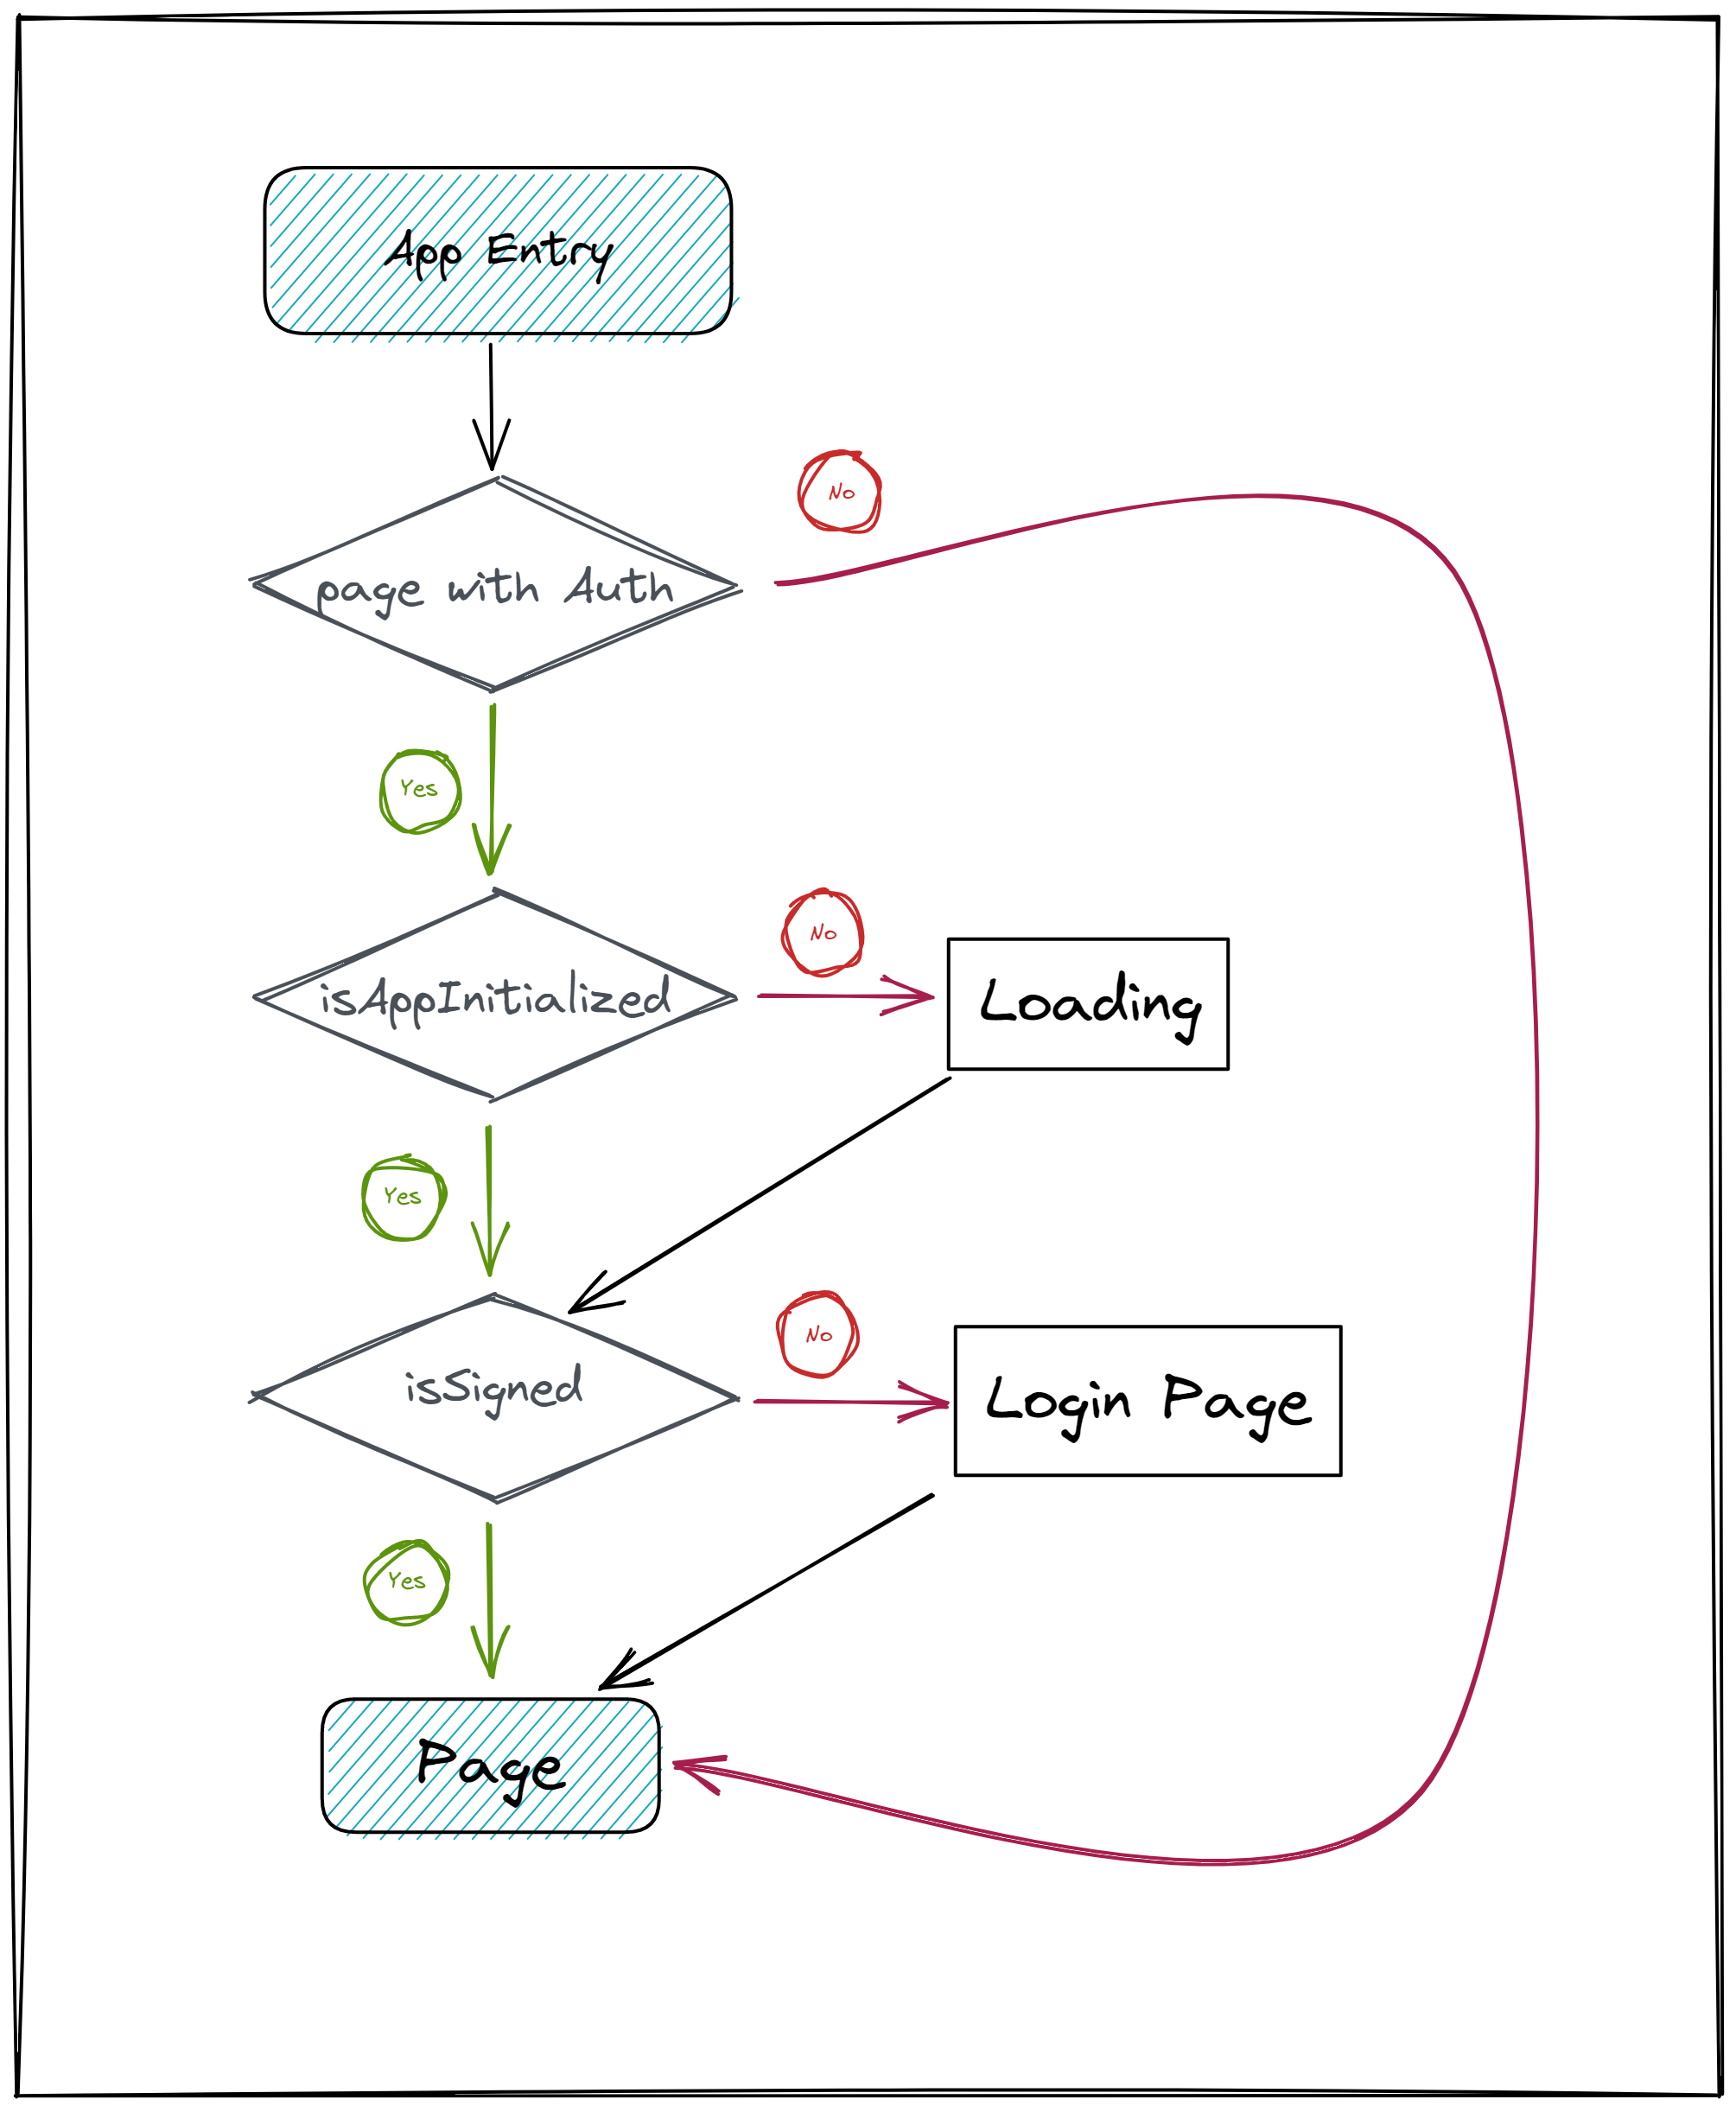 App Entry
No
page with Auth
Yes
No
isAppInitialized
Loading
Yes
No
isSigned
Login Page
Yes
Page